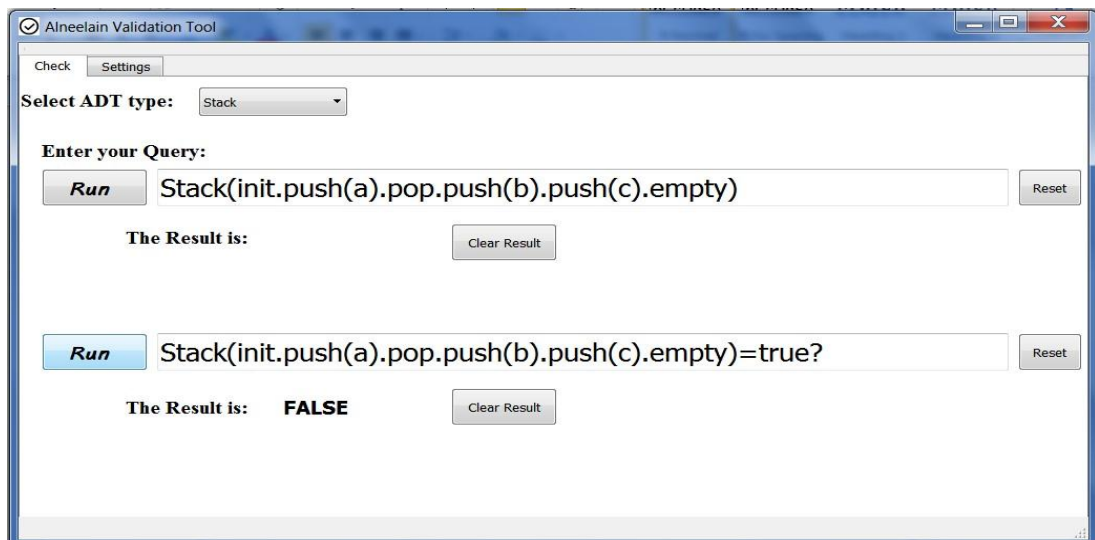 Alneelain Validation Tool
Check Settings
Select ADT type: Stack
Enter your Query:
Run Stack(init.push(a).pop.push(b).push(c).empty) Reset
The Result is: Clear Result
Run Stack(init.push(a).pop.push(b).push(c).empty)=true? Reset
The Result is: FALSE Clear Result